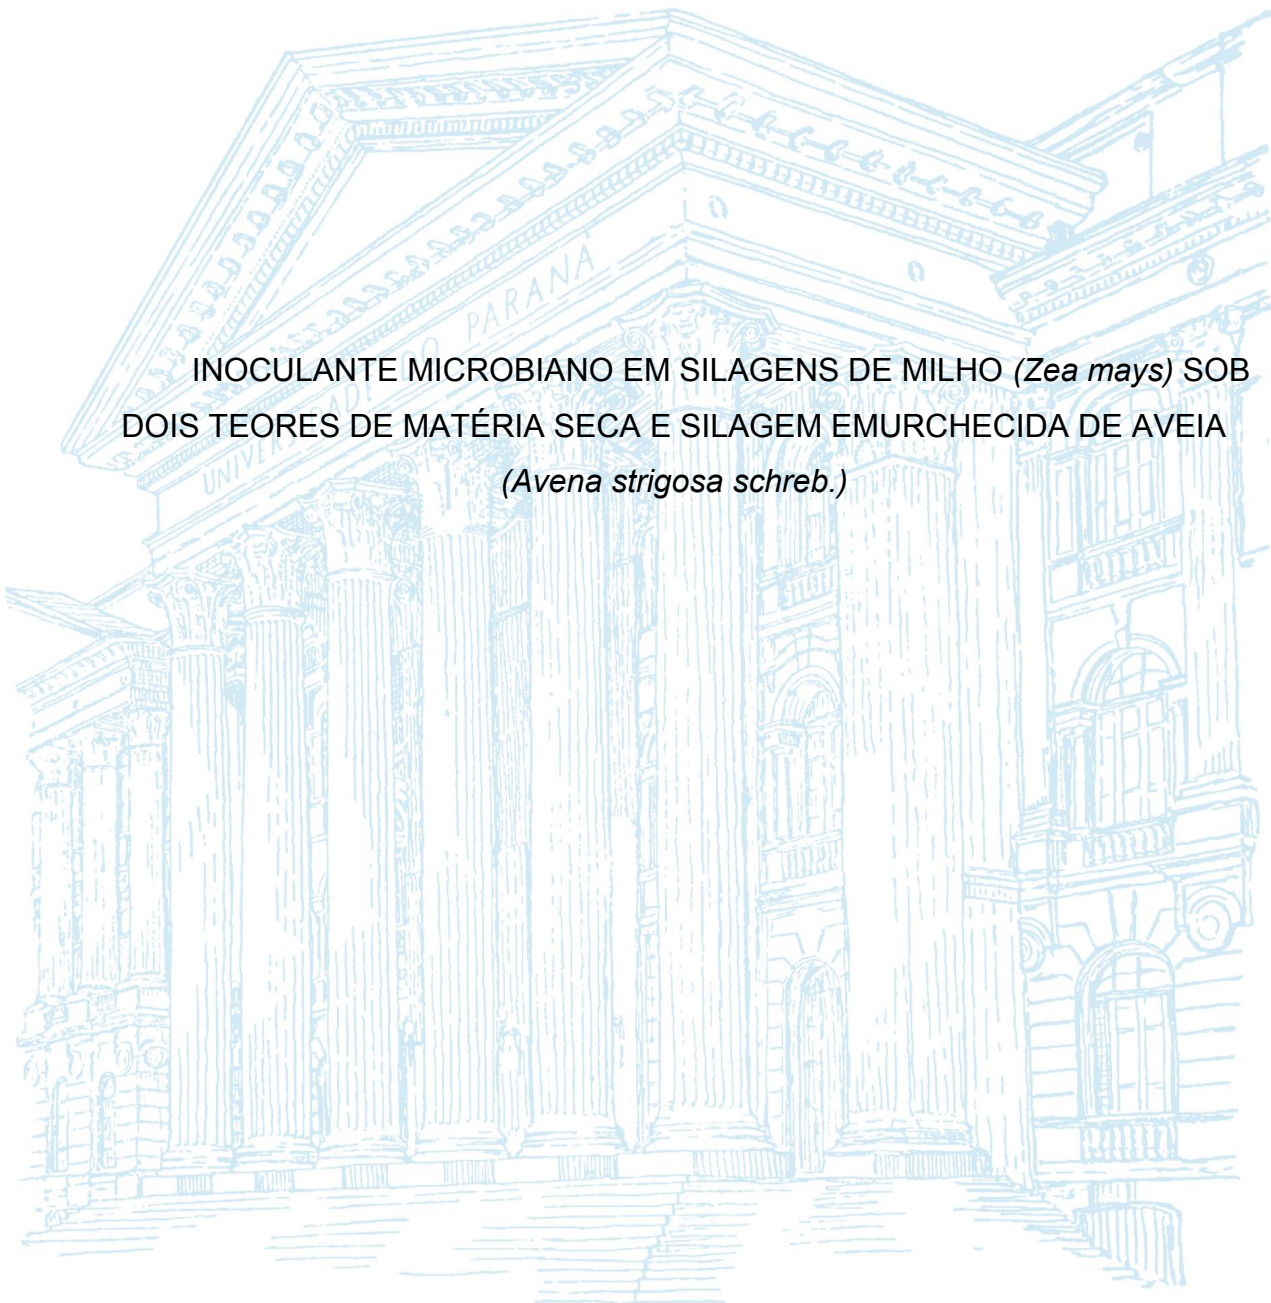 PARANÁ
INOCULANTE MICROBIANO EM SILAGENS DE MILHO (Zea mays) SOB
DOIS TEORES DE MATÉRIA SECA E SILAGEM EMURCHECIDA DE AVEIA
(Avena strigosa schreb.)